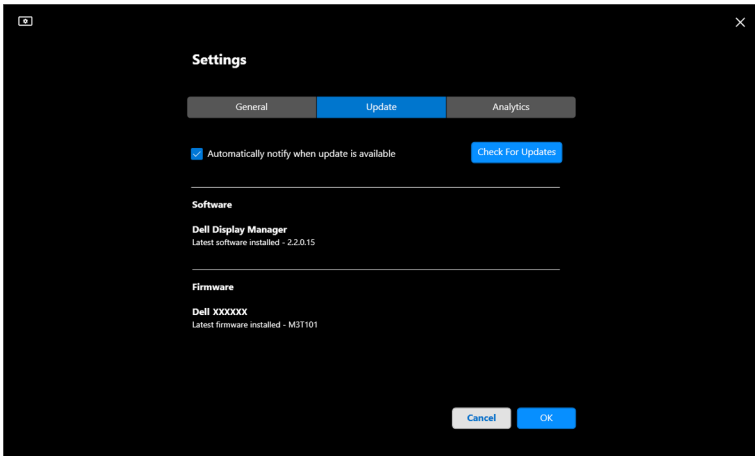 Settings
General
Update
Analytics
Automatically notify when update is available
Check For Updates
Software
Dell Display Manager
Latest software installed - 2.2.0.15
Firmware
Dell XXXXXX
Latest firmware installed - M3T101
Cancel
OK